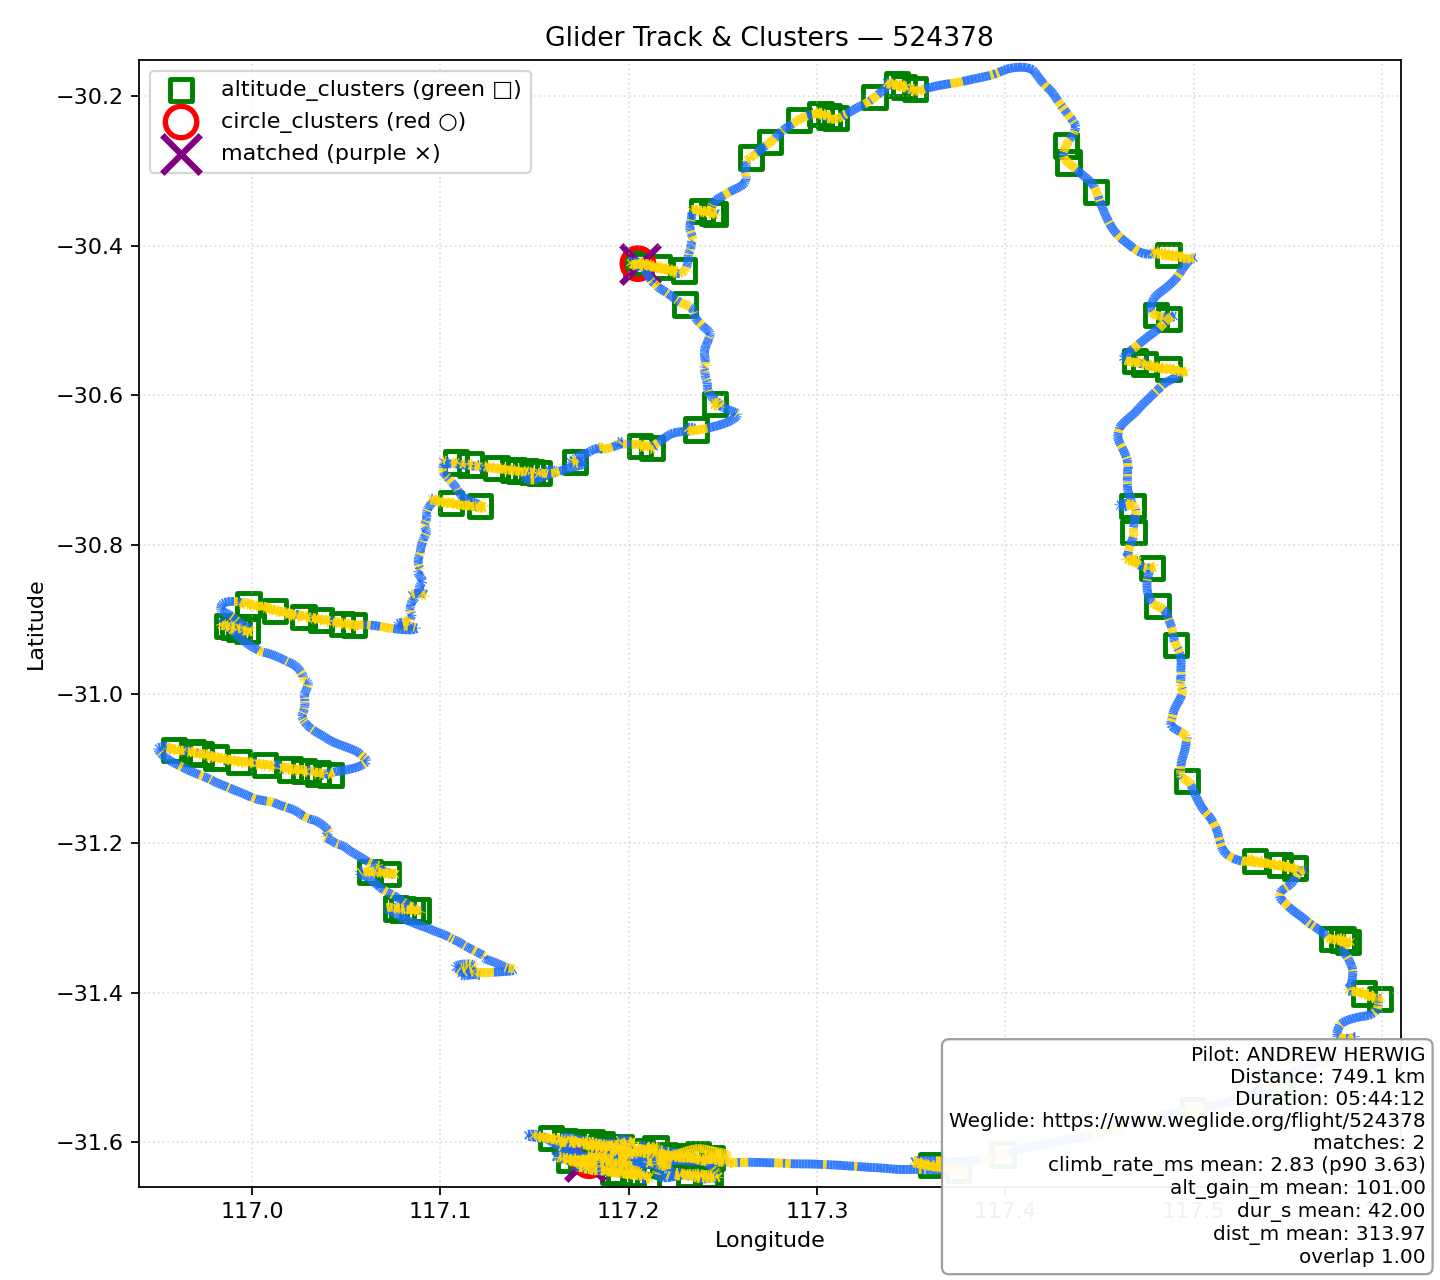 Glider Track & Clusters — 524378
altitude_clusters (green □)
circle_clusters (red ○)
matched (purple ×)
Latitude
−30.2
−30.4
−30.6
−30.8
−31.0
−31.2
−31.4
−31.6
117.0
117.1
117.2
117.3
117.4
117.5
Longitude
Pilot: ANDREW HERWIG
Distance: 749.1 km
Duration: 05:44:12
Weglide: https://www.weglide.org/flight/524378
matches: 2
climb_rate_ms mean: 2.83 (p90 3.63)
alt_gain_m mean: 101.00
dur_s mean: 42.00
dist_m mean: 313.97
overlap 1.00